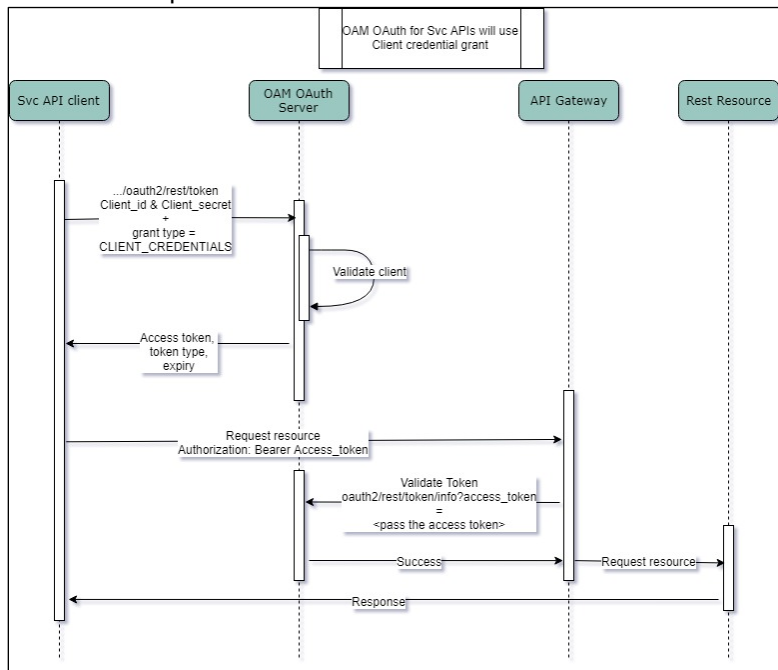 OAM OAuth for Svc APIs will use
Client credential grant
Svc API client
OAM OAuth
Server
API Gateway
Rest Resource
.../oauth2/rest/token
Client_id & Client_secret
+
grant type =
CLIENT_CREDENTIALS
Validate client
Access token,
token type,
expiry
Request resource
Authorization: Bearer Access_token
Validate Token
oauth2/rest/token/info?access_token
=
<pass the access token>
Success
Request resource
Response